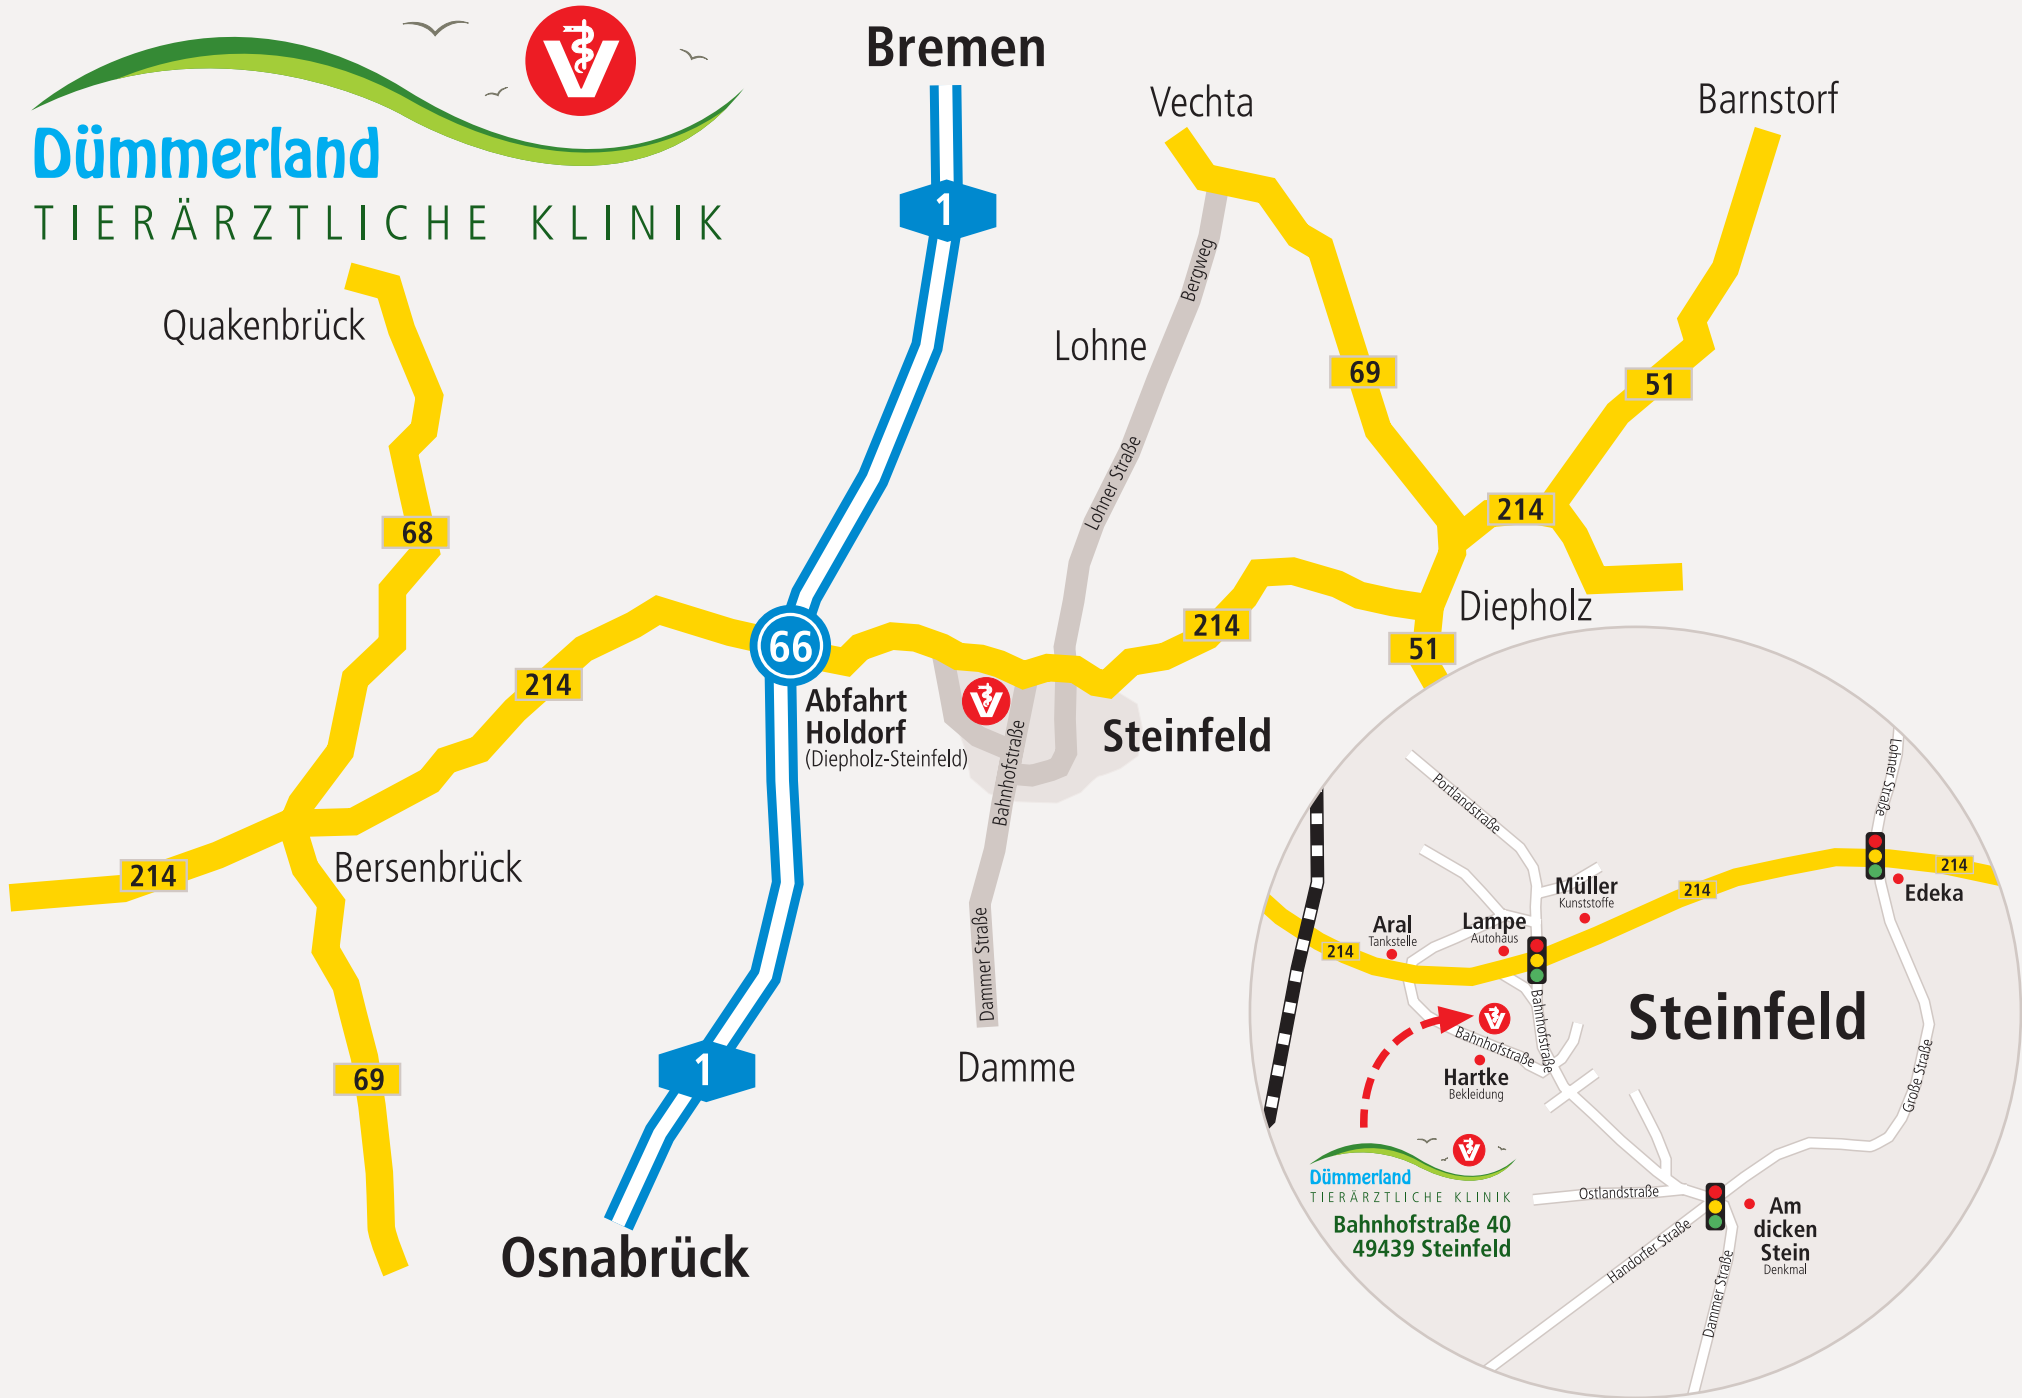 Dümmerland
TIERÄRZTLICHE KLINIK
Bremen
1
Vechta
Barnstorf
Quakenbrück
Bergweg
Lohne
69
51
Lohner Straße
68
214
214
Diepholz
51
66
214
Abfahrt
Holdorf
(Diepholz-Steinfeld)
Steinfeld
Bahnhofstraße
214
Bersenbrück
Dammer Straße
Damme
69
1
Osnabrück
Lohner Straße
Portlandstraße
214
Edeka
Müller
Kunststoffe
214
Lampe
Autohaus
Aral
Tankstelle
214
Steinfeld
Bahnhofstraße
Bahnhofstraße
Hartke
Bekleidung
Große Straße
Dümmerland
TIERÄRZTLICHE KLINIK
Bahnhofstraße 40
49439 Steinfeld
Ostlandstraße
Am
dicken
Stein
Denkmal
Handorfer Straße
Dammer Straße